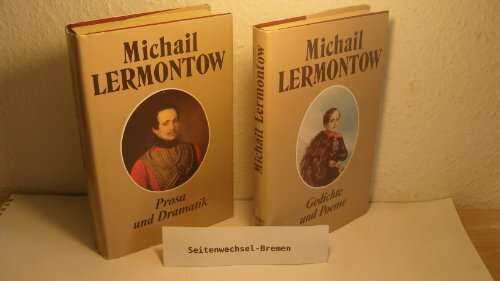 Michail
LERMONTOW
Prosa
und Dramatik
Michail Lermontow
Michail
LERMONTOW
Gedichte
und Poeme
Seitenwechsel-Bremen